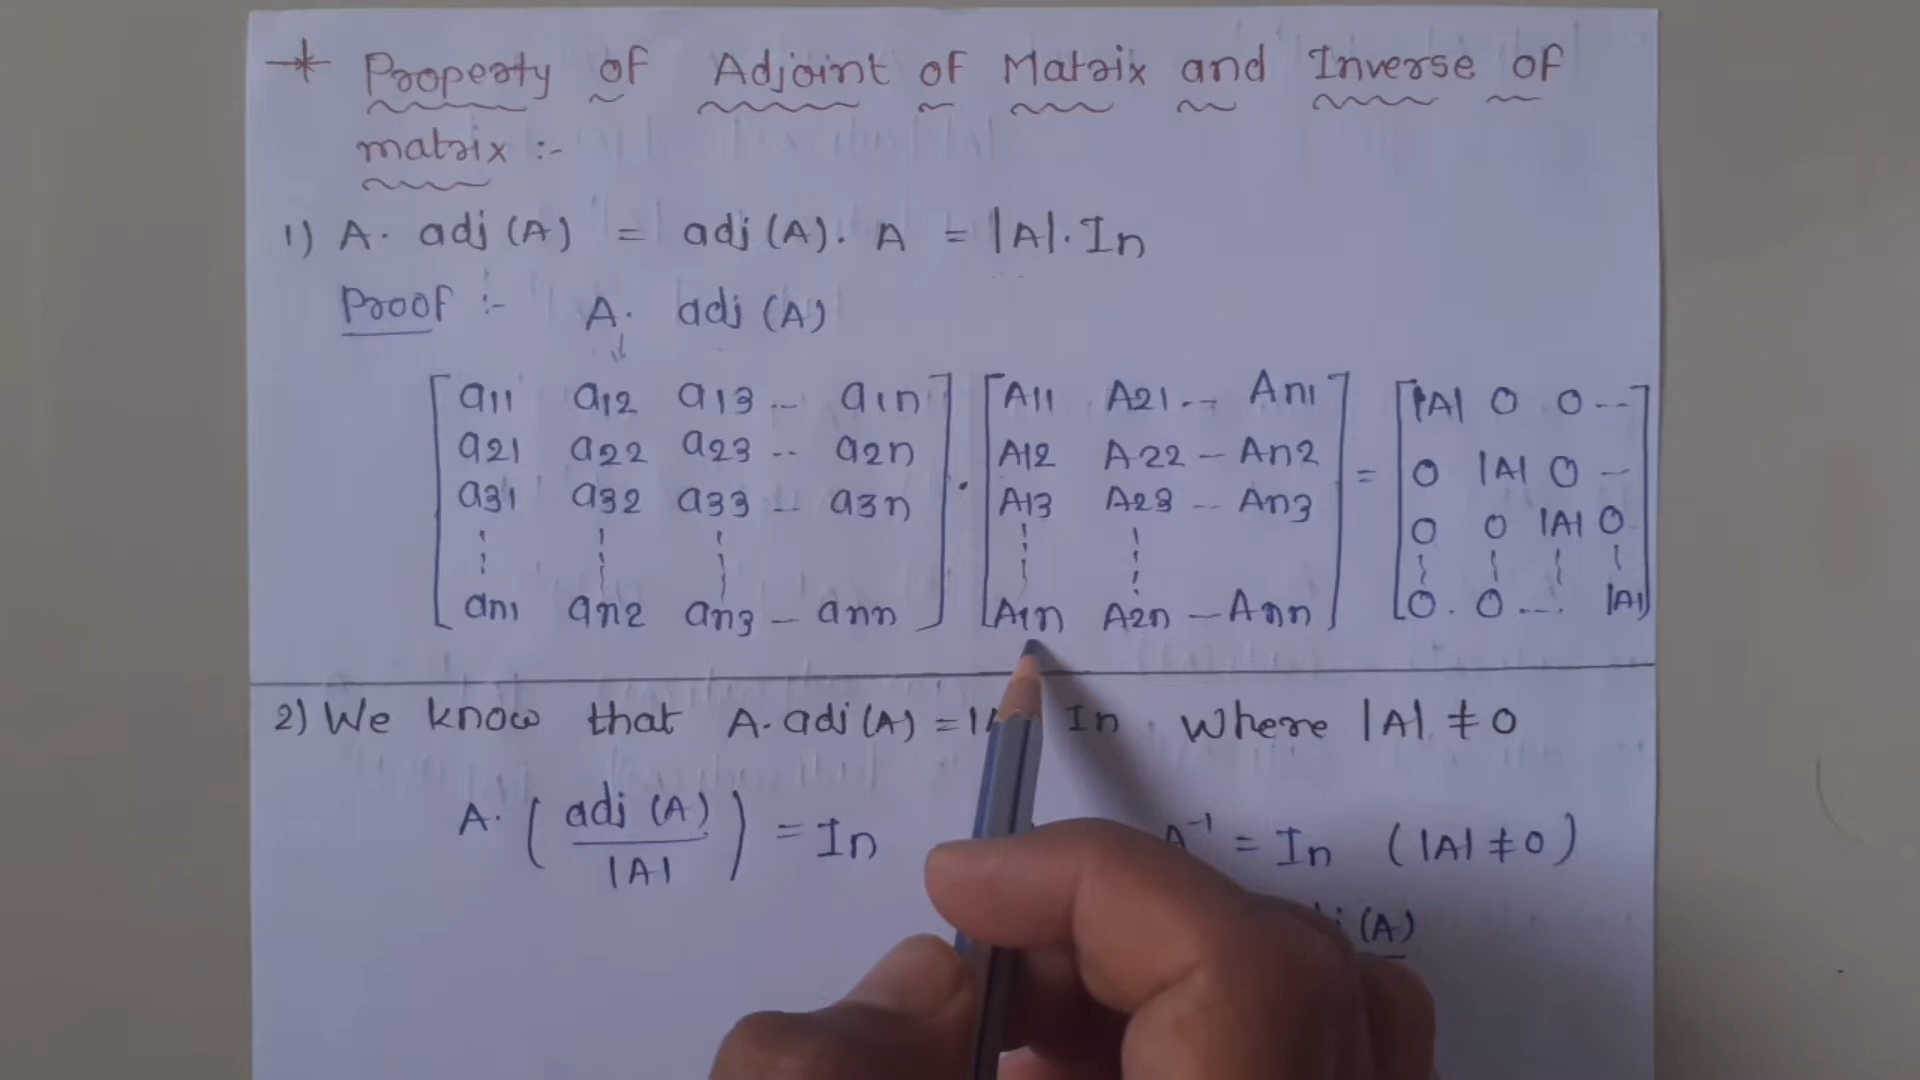 * Property of Adjoint of Matrix and Inverse of
matrix :-
1) A. adj (A) = adj (A). A = |A|. In
Proof :- A. adj (A)
↓
[ a11 a12 a13 .. a1n ] . [ A11 A21 .. An1 ] = [ |A| 0 0 -- ]
[ a21 a22 a23 .. a2n ] [ A12 A22 - An2 ] [ 0 |A| 0 -- ]
[ a31 a32 a33 .. a3n ] [ A13 A23 -- An3 ] [ 0 0 |A| 0 ]
[ an1 an2 an3 - ann ] [ A1n A2n - Ann ] [ 0. 0 ---. |A| ]
2) We know that A. adj (A) = In where |A| ≠ 0
A. ( adj (A) / |A| ) = In A⁻¹ = In ( |A| ≠ 0 )
(A)